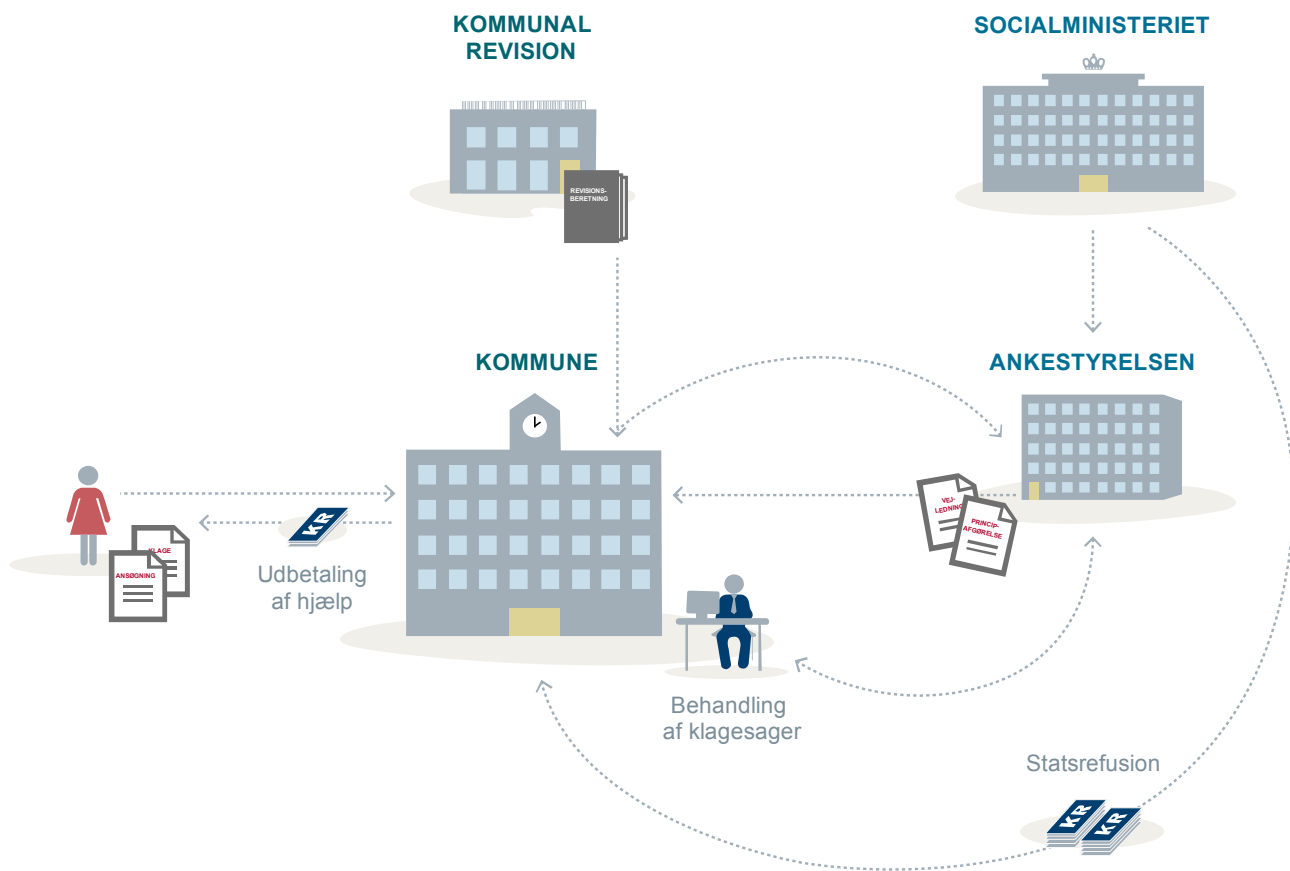 KOMMUNAL
REVISION
SOCIALMINISTERIET
REVISIONS-
BERETNING
KOMMUNE
ANKESTYRELSEN
VEJ-
LEDNING
PRINCIP-
AFGØRELSE
KR
KLAGE
ANSØGNING
Udbetaling
af hjælp
Behandling
af klagesager
Statsrefusion
KR
KR